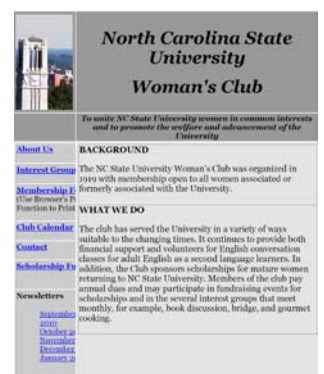 North Carolina State
University
Woman's Club
To unite NC State University women in common interests
and to promote the welfare and advancement of the
University
About Us
Interest Group
Membership F
(Use Browser's P
Function to Print
Club Calendar
Contact
Scholarship Fu
Newsletters
September
2010
October 20
November
December
January 2
BACKGROUND
The NC State University Woman's Club was organized in
1919 with membership open to all women associated or
formerly associated with the University.
WHAT WE DO
The club has served the University in a variety of ways
suitable to the changing times. It continues to provide both
financial support and volunteers for English conversation
classes for adult English as a second language learners. In
addition, the Club sponsors scholarships for mature women
returning to NC State University. Members of the club pay
annual dues and may participate in fundraising events for
scholarships and in the several interest groups that meet
monthly, for example, book discussion, bridge, and gourmet
cooking.